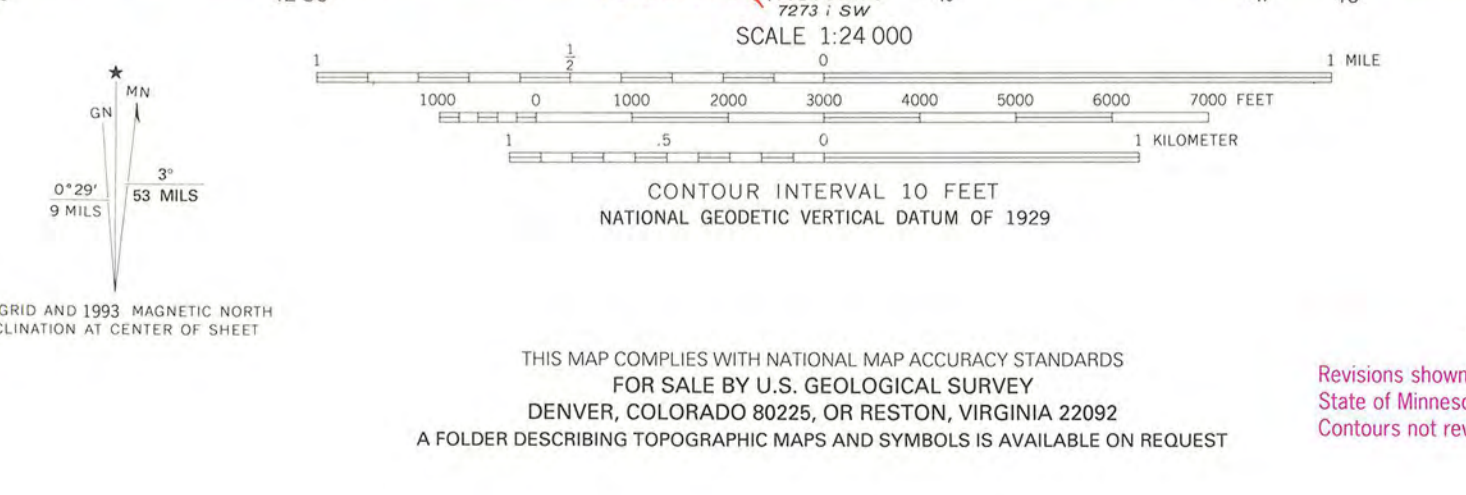 7273 I SW
SCALE 1:24 000
1 1/2 0 1 MILE
1000 0 1000 2000 3000 4000 5000 6000 7000 FEET
1 .5 0 1 KILOMETER
CONTOUR INTERVAL 10 FEET
NATIONAL GEODETIC VERTICAL DATUM OF 1929
★
GN
MN
0°29'
9 MILS
3°
53 MILS
GRID AND 1993 MAGNETIC NORTH
CLINATION AT CENTER OF SHEET
THIS MAP COMPLIES WITH NATIONAL MAP ACCURACY STANDARDS
FOR SALE BY U.S. GEOLOGICAL SURVEY
DENVER, COLORADO 80225, OR RESTON, VIRGINIA 22092
A FOLDER DESCRIBING TOPOGRAPHIC MAPS AND SYMBOLS IS AVAILABLE ON REQUEST
Revisions shown
State of Minneso
Contours not rev